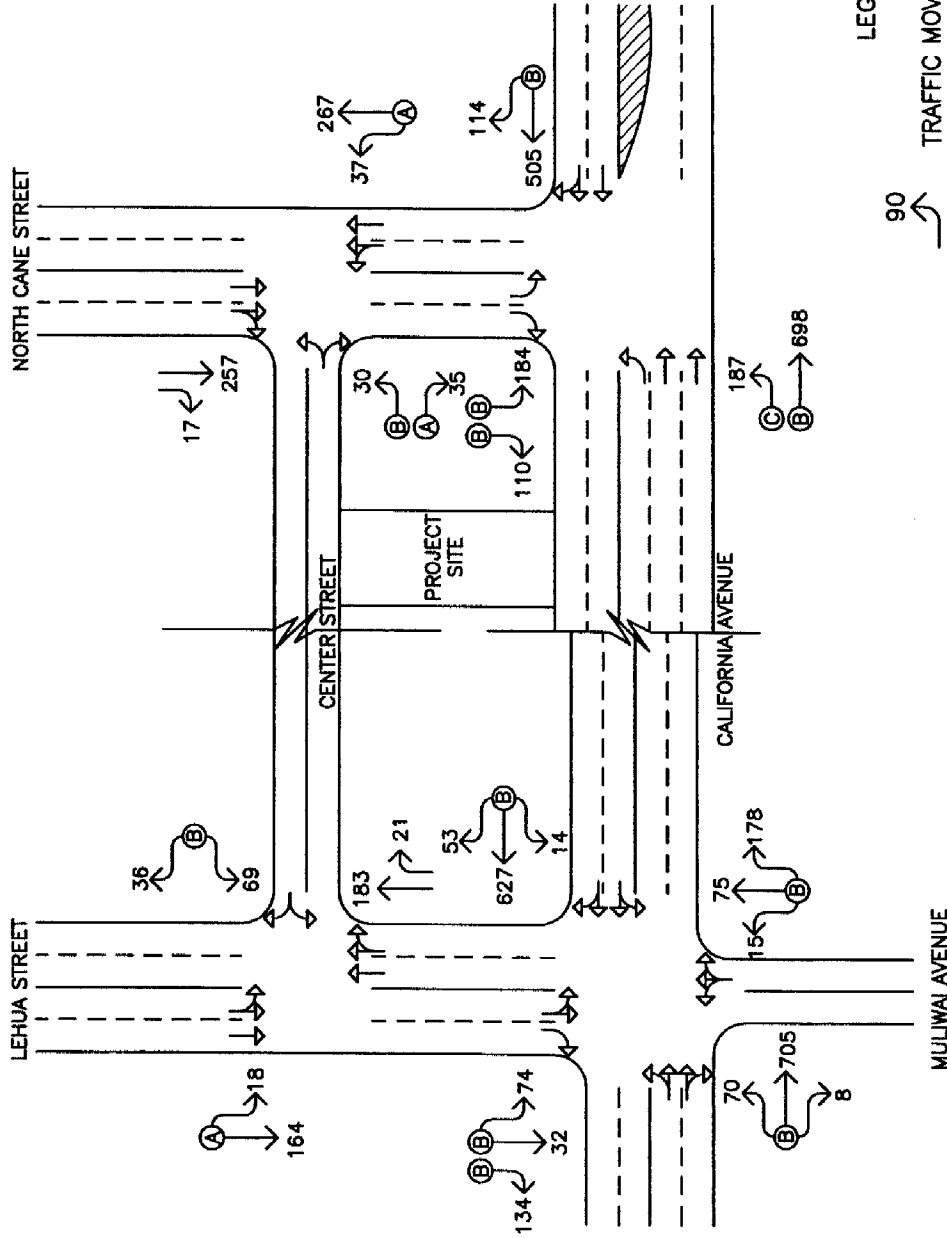 NORTH CANE STREET
LEHUA STREET
267
37
A
114
505
B
257
17
36
69
B
CENTER STREET
30
B
35
A
184
B
B
110
PROJECT
SITE
21
183
53
627
14
B
18
164
A
74
32
134
B
B
187
698
C
B
CALIFORNIA AVENUE
178
75
15
B
705
70
8
B
MULIWAI AVENUE
LEG
90
TRAFFIC MOV